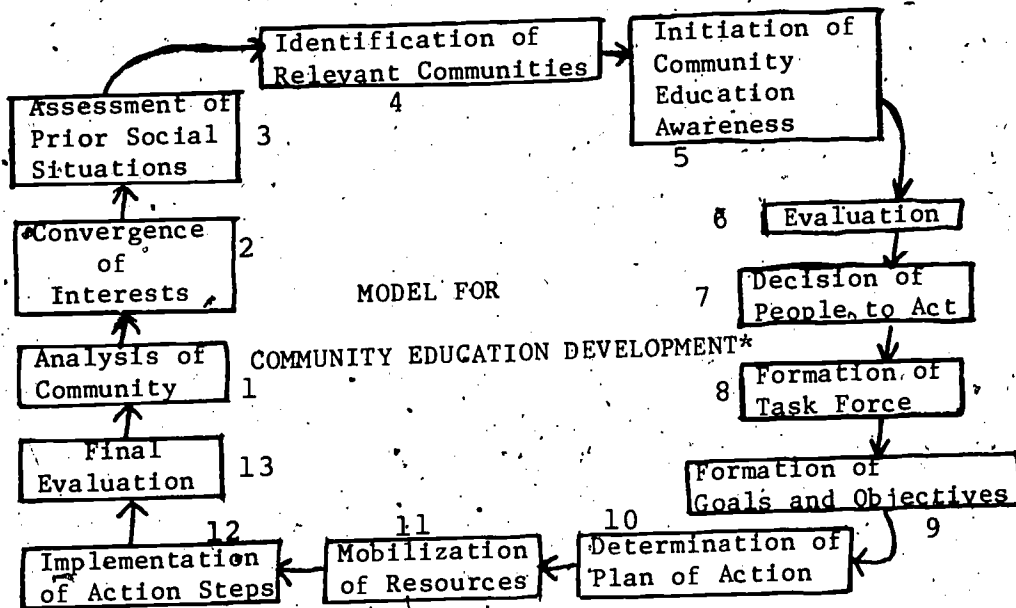 Identification of
Relevant Communities
4
Initiation of
Community
Education
Awareness
5
Assessment of
Prior Social
Situations
3
Convergence
of
Interests
2
Analysis of
Community
1
Final
Evaluation
13
MODEL FOR
COMMUNITY EDUCATION DEVELOPMENT*
6
Evaluation
7
Decision of
People to Act
8
Formation of
Task Force
Formation of
Goals and Objectives
9
10
Determination of
Plan of Action
11
Mobilization
of Resources
12
Implementation
of Action Steps